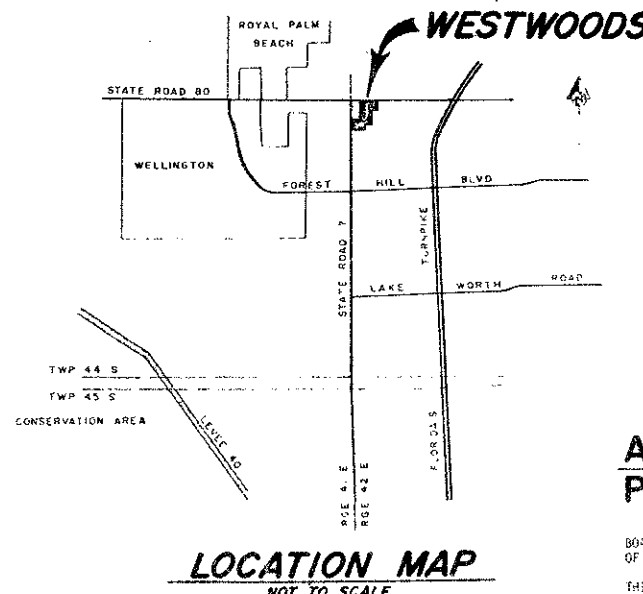 ROYAL PALM
BEACH
WESTWOODS
STATE ROAD 80
WELLINGTON
FOREST HILL BLVD
STATE ROAD 7
TURNPIKE
LAKE WORTH ROAD
TWP 44 S
TWP 45 S
CONSERVATION AREA
LEVEE 40
RGE 41 E
RGE 42 E
FLORIDA'S
A
P
OF
LOCATION MAP
NOT TO SCALE